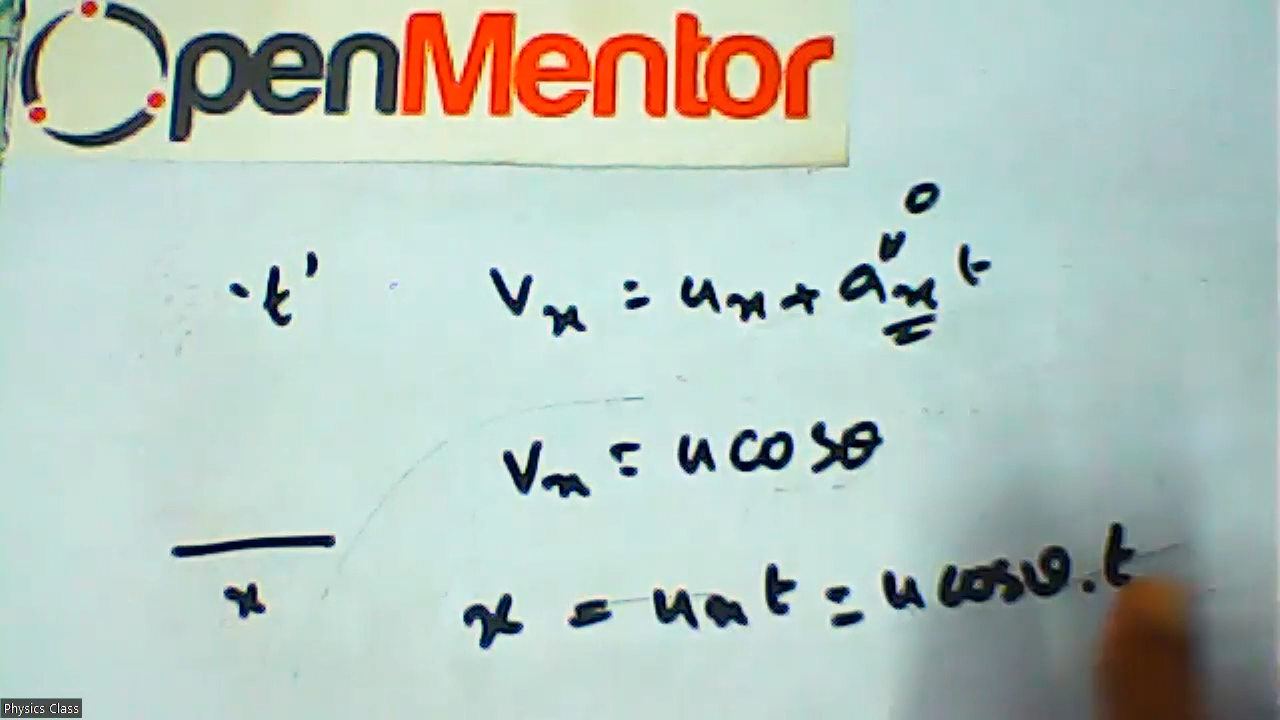 OpenMentor
0
't' vₓ = uₓ + aₓ t
vₓ = u cosθ
x
x = uₓ t = u cosθ . t
Physics Class